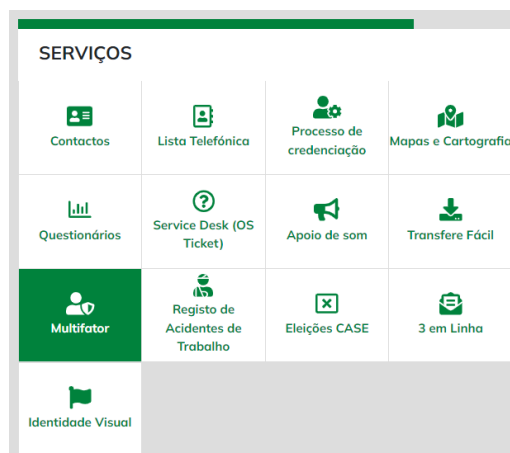 SERVIÇOS
Contactos
Lista Telefónica
Processo de
credenciação
Mapas e Cartografia
Questionários
Service Desk (OS
Ticket)
Apoio de som
Transfere Fácil
Multifator
Registo de
Acidentes de
Trabalho
Eleições CASE
3 em Linha
Identidade Visual